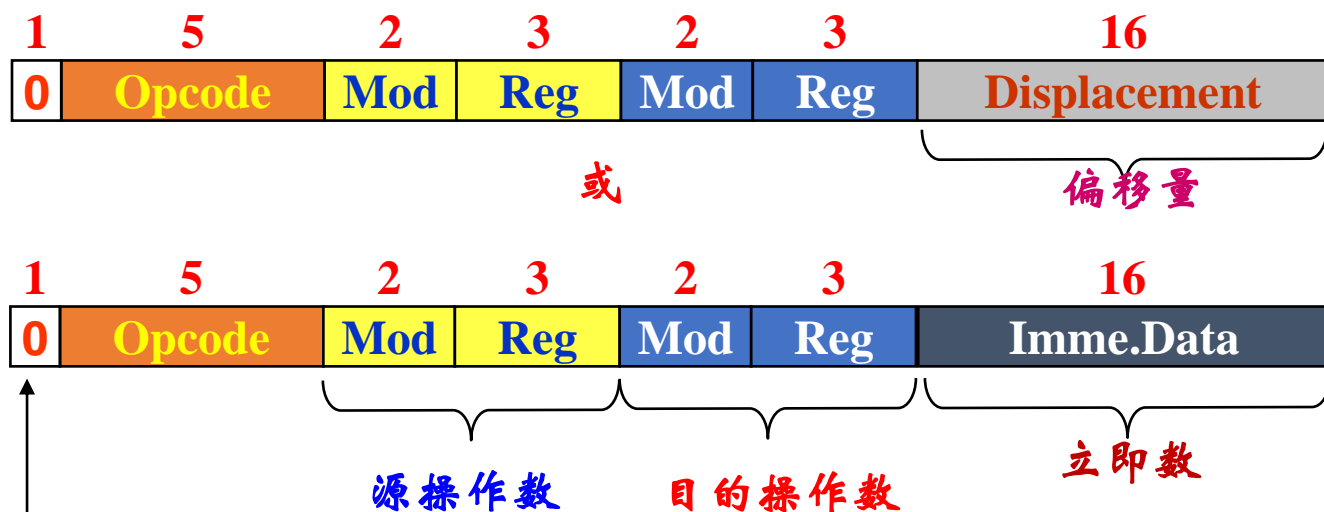 1 5 2 3 2 3 16
0 Opcode Mod Reg Mod Reg Displacement
或 偏移量
1 5 2 3 2 3 16
0 Opcode Mod Reg Mod Reg Imme.Data
源操作数 目的操作数 立即数